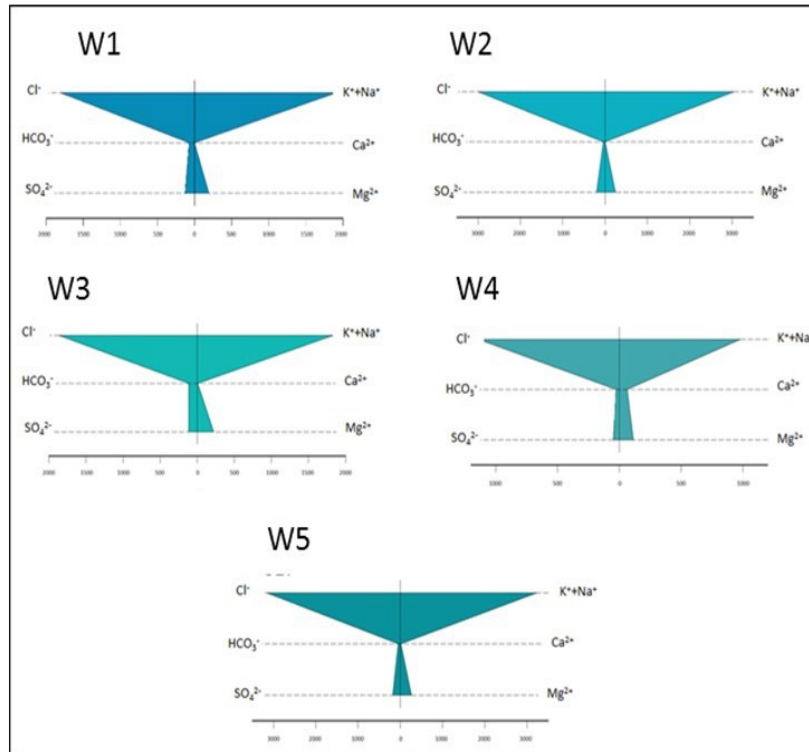 W1
Cl⁻ K⁺+Na⁺
HCO₃⁻ Ca²⁺
SO₄²⁻ Mg²⁺
2000 1500 1000 500 0 500 1000 1500 2000
W2
Cl⁻ K⁺+Na⁺
HCO₃⁻ Ca²⁺
SO₄²⁻ Mg²⁺
3000 2000 1000 0 1000 2000 3000
W3
Cl⁻ K⁺+Na⁺
HCO₃⁻ Ca²⁺
SO₄²⁻ Mg²⁺
2000 1500 1000 500 0 500 1000 1500 2000
W4
Cl⁻ K⁺+Na
HCO₃⁻ Ca²⁺
SO₄²⁻ Mg²⁺
1000 500 0 500 1000
W5
Cl⁻ K⁺+Na⁺
HCO₃⁻ Ca²⁺
SO₄²⁻ Mg²⁺
3000 2000 1000 0 1000 2000 3000